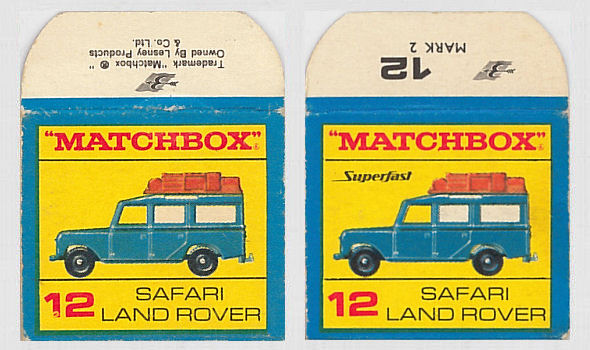 Trademark "Matchbox" ®
Owned By Lesney Products
& Co. Ltd.
"MATCHBOX"®
12
SAFARI
LAND ROVER
MARK 2
12
"MATCHBOX"®
Superfast
12
SAFARI
LAND ROVER